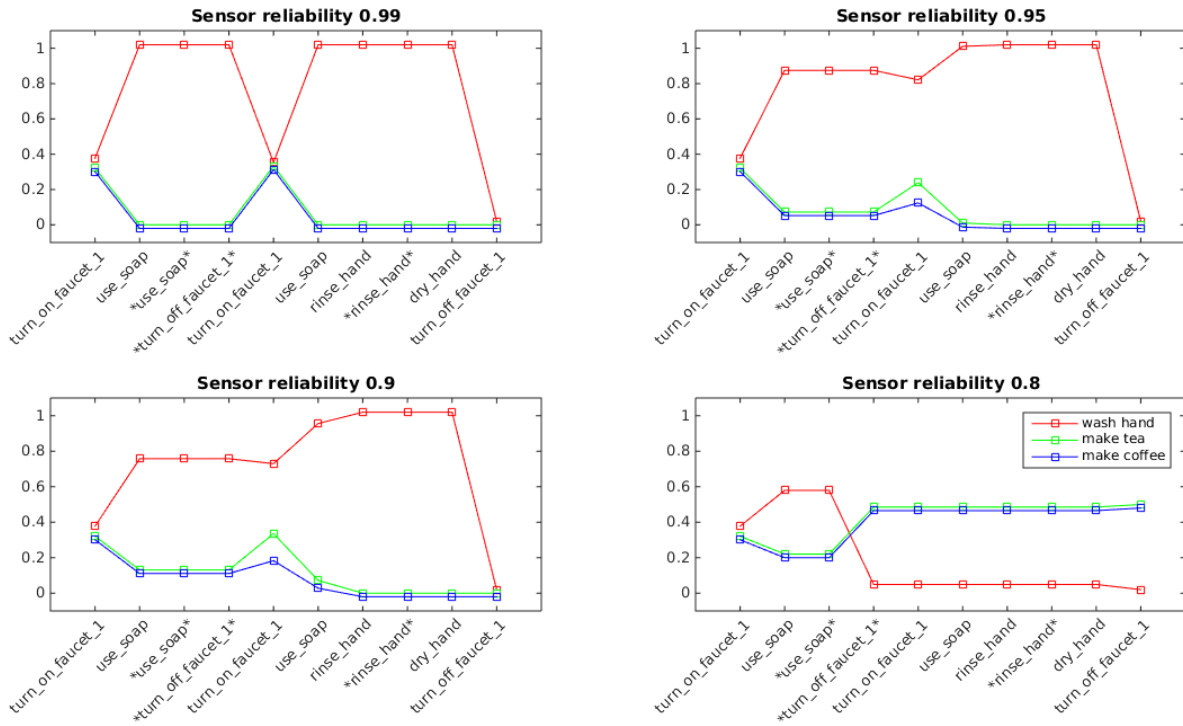 Sensor reliability 0.99
1
0.8
0.6
0.4
0.2
0
turn_on_faucet_1
use_soap
*use_soap*
*turn_off_faucet_1*
turn_on_faucet_1
use_soap
rinse_hand
*rinse_hand*
dry_hand
turn_off_faucet_1
Sensor reliability 0.95
1
0.8
0.6
0.4
0.2
0
turn_on_faucet_1
use_soap
*use_soap*
*turn_off_faucet_1*
turn_on_faucet_1
use_soap
rinse_hand
*rinse_hand*
dry_hand
turn_off_faucet_1
Sensor reliability 0.9
1
0.8
0.6
0.4
0.2
0
turn_on_faucet_1
use_soap
*use_soap*
*turn_off_faucet_1*
turn_on_faucet_1
use_soap
rinse_hand
*rinse_hand*
dry_hand
turn_off_faucet_1
Sensor reliability 0.8
1
0.8
0.6
0.4
0.2
0
wash hand
make tea
make coffee
turn_on_faucet_1
use_soap
*use_soap*
*turn_off_faucet_1*
turn_on_faucet_1
use_soap
rinse_hand
*rinse_hand*
dry_hand
turn_off_faucet_1